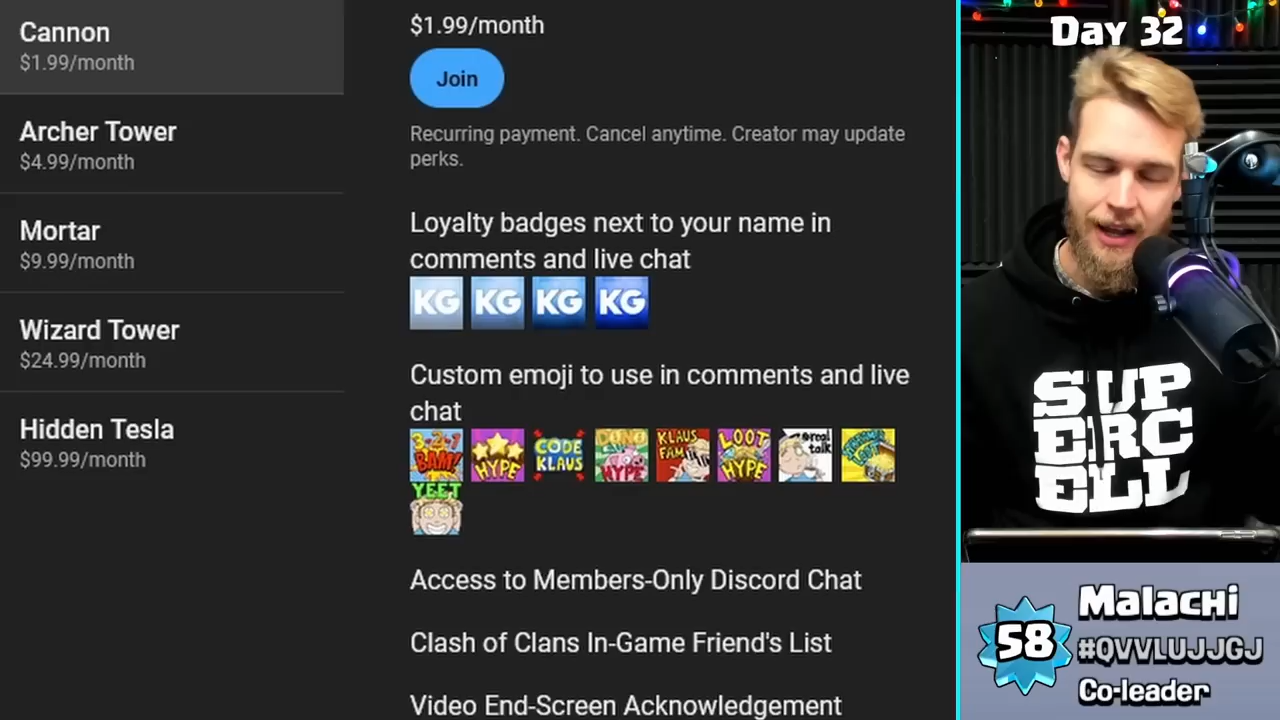 Cannon
$1.99/month
Archer Tower
$4.99/month
Mortar
$9.99/month
Wizard Tower
$24.99/month
Hidden Tesla
$99.99/month
$1.99/month
Join
Recurring payment. Cancel anytime. Creator may update
perks.
Loyalty badges next to your name in
comments and live chat
KG KG KG KG
Custom emoji to use in comments and live
chat
3-2-1
BAM!
HYPE
CODE
KLAUS
HYPE
KLAUS
FAM
LOOT
HYPE
#real
talk
YEET
Access to Members-Only Discord Chat
Clash of Clans In-Game Friend's List
Video End-Screen Acknowledgement
Day 32
SUP
ERC
ELL
58
Malachi
#QVVLUJJGJ
Co-leader